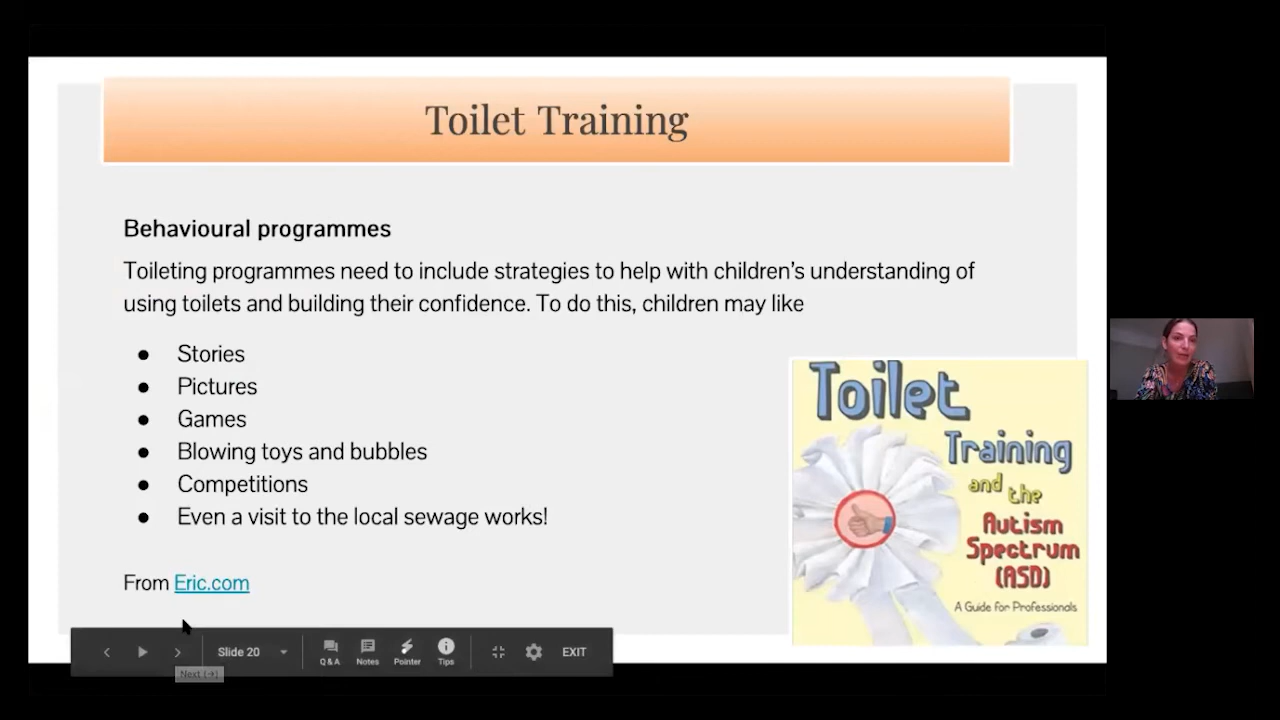 Toilet Training
Behavioural programmes
Toileting programmes need to include strategies to help with children's understanding of
using toilets and building their confidence. To do this, children may like
● Stories
● Pictures
● Games
● Blowing toys and bubbles
● Competitions
● Even a visit to the local sewage works!
From Eric.com
Toilet
Training
and the
Autism
Spectrum
(ASD)
A Guide for Professionals
Slide 20
Q & A
Notes
Pointer
Tips
EXIT
Next (→)